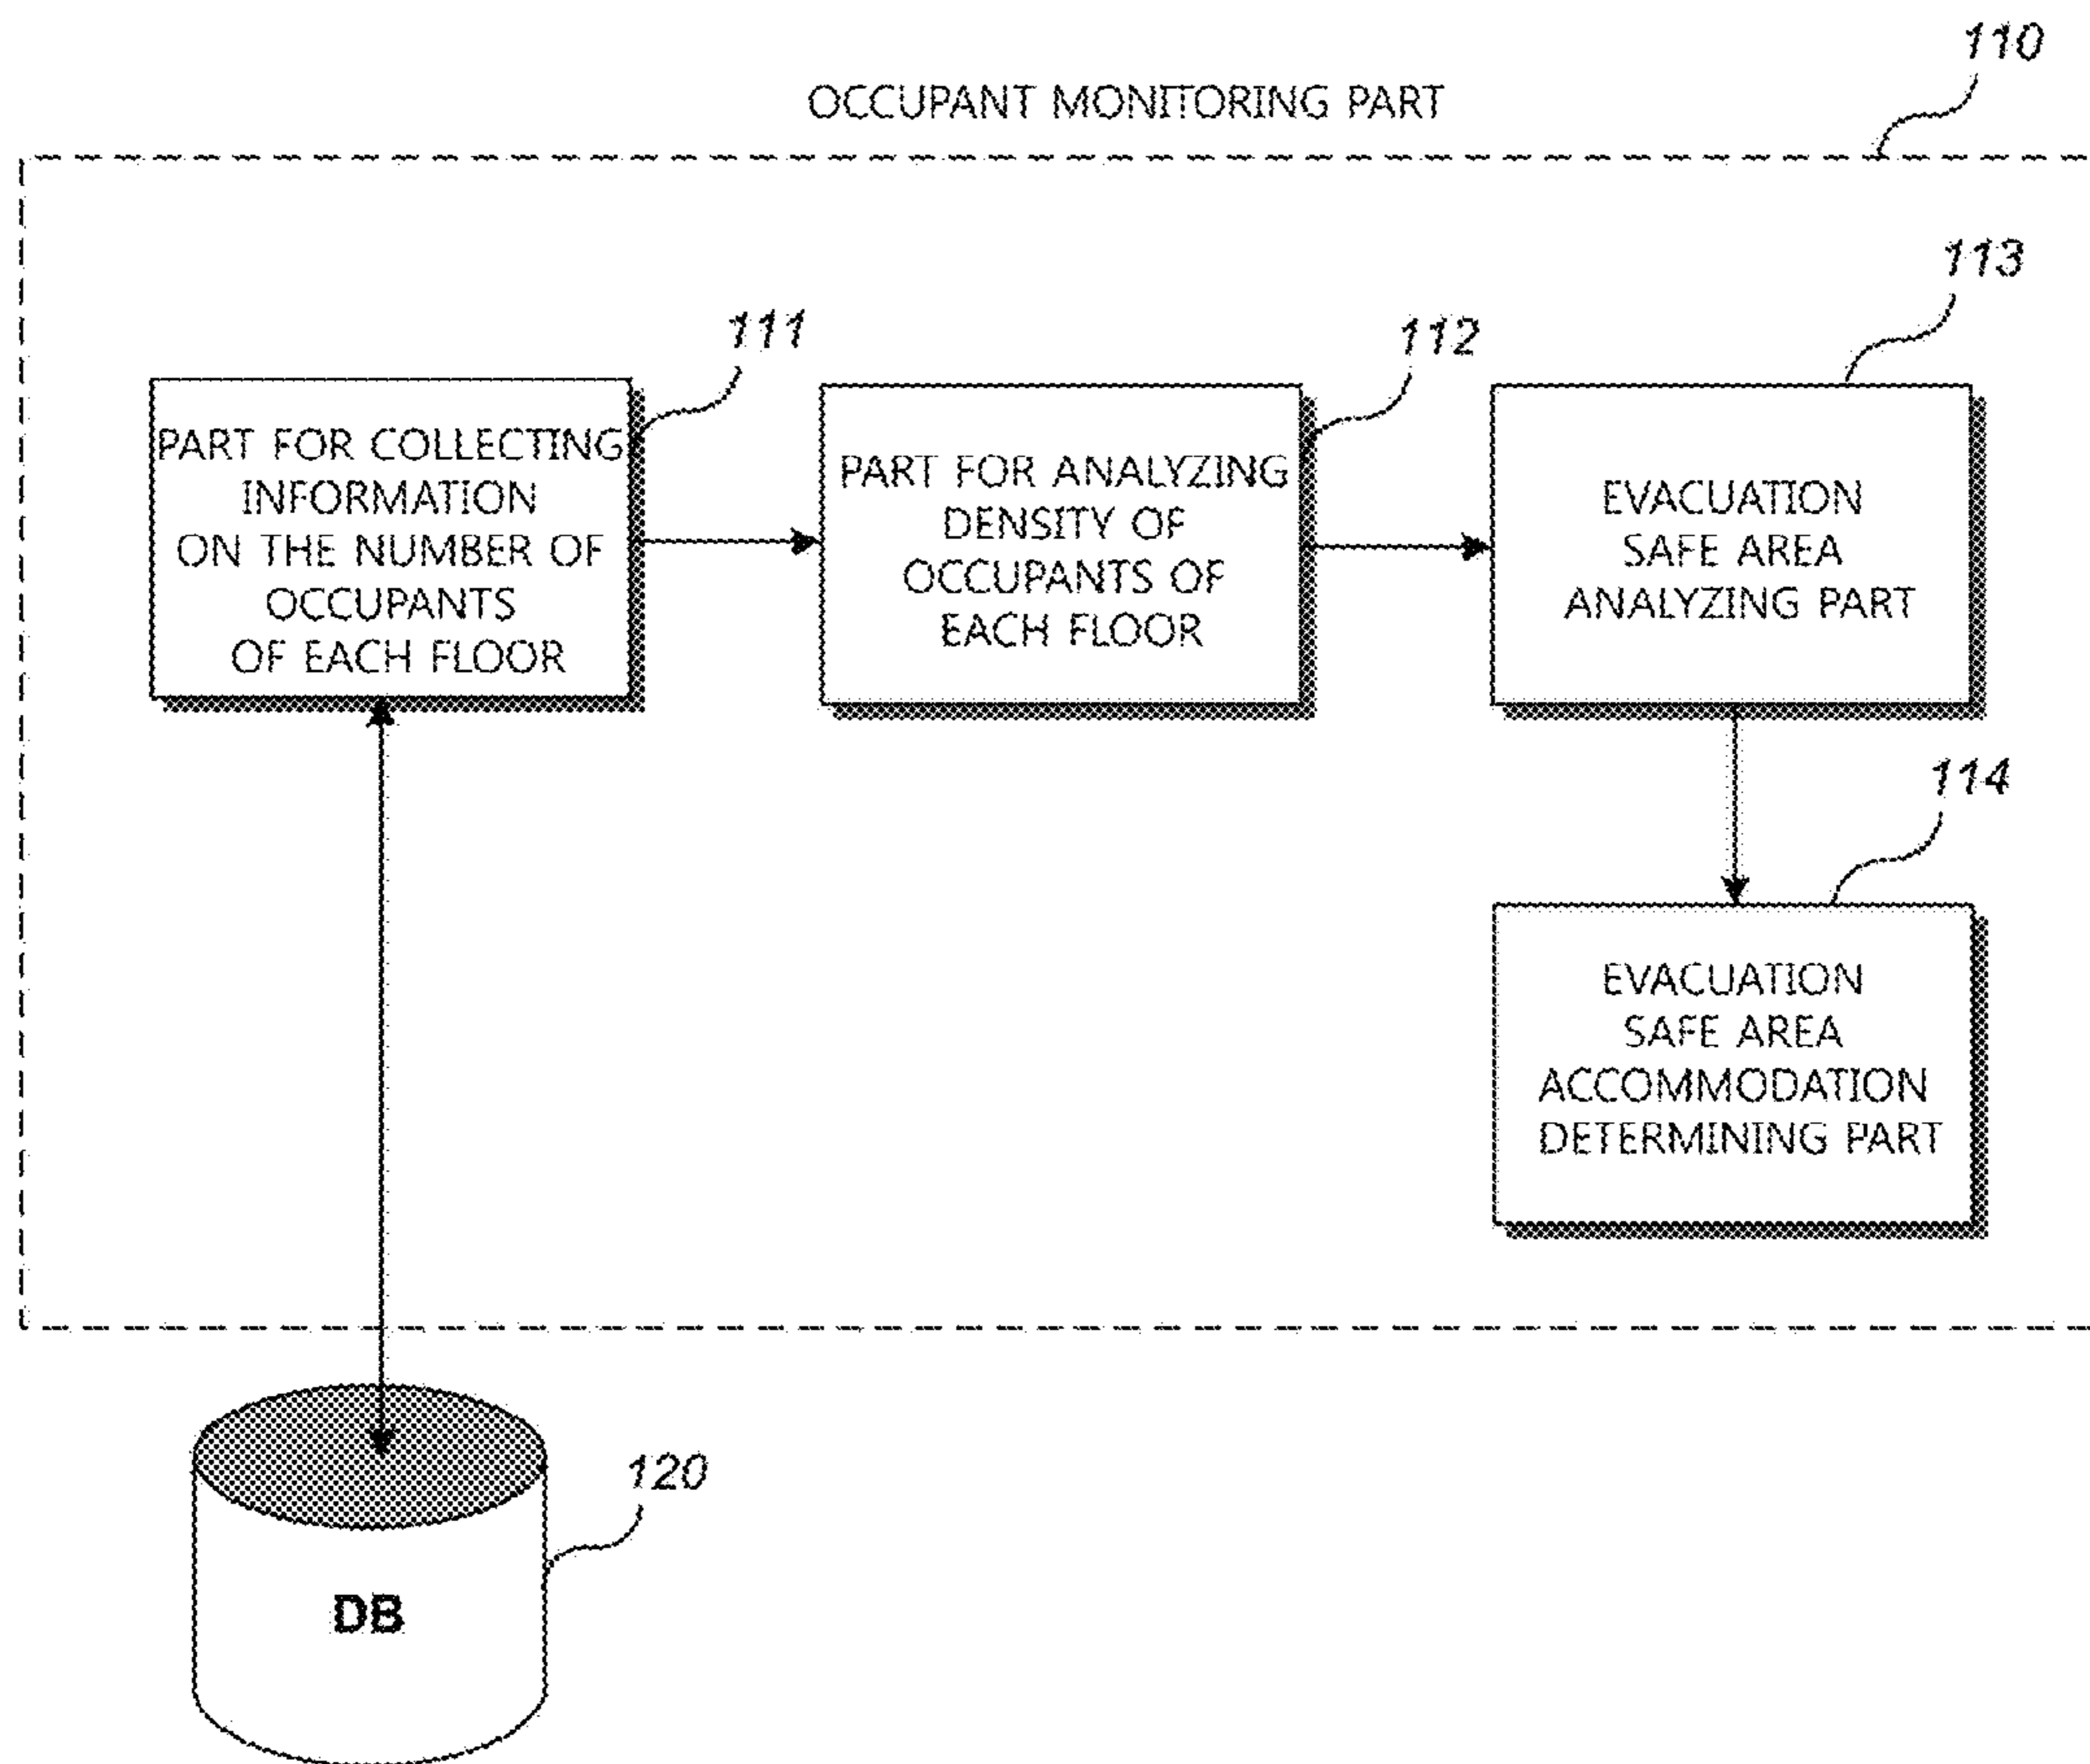 110
OCCUPANT MONITORING PART
113
111
112
PART FOR COLLECTING
INFORMATION
ON THE NUMBER OF
OCCUPANTS
OF EACH FLOOR
PART FOR ANALYZING
DENSITY OF
OCCUPANTS OF
EACH FLOOR
EVACUATION
SAFE AREA
ANALYZING PART
114
EVACUATION
SAFE AREA
ACCOMMODATION
DETERMINING PART
120
DB